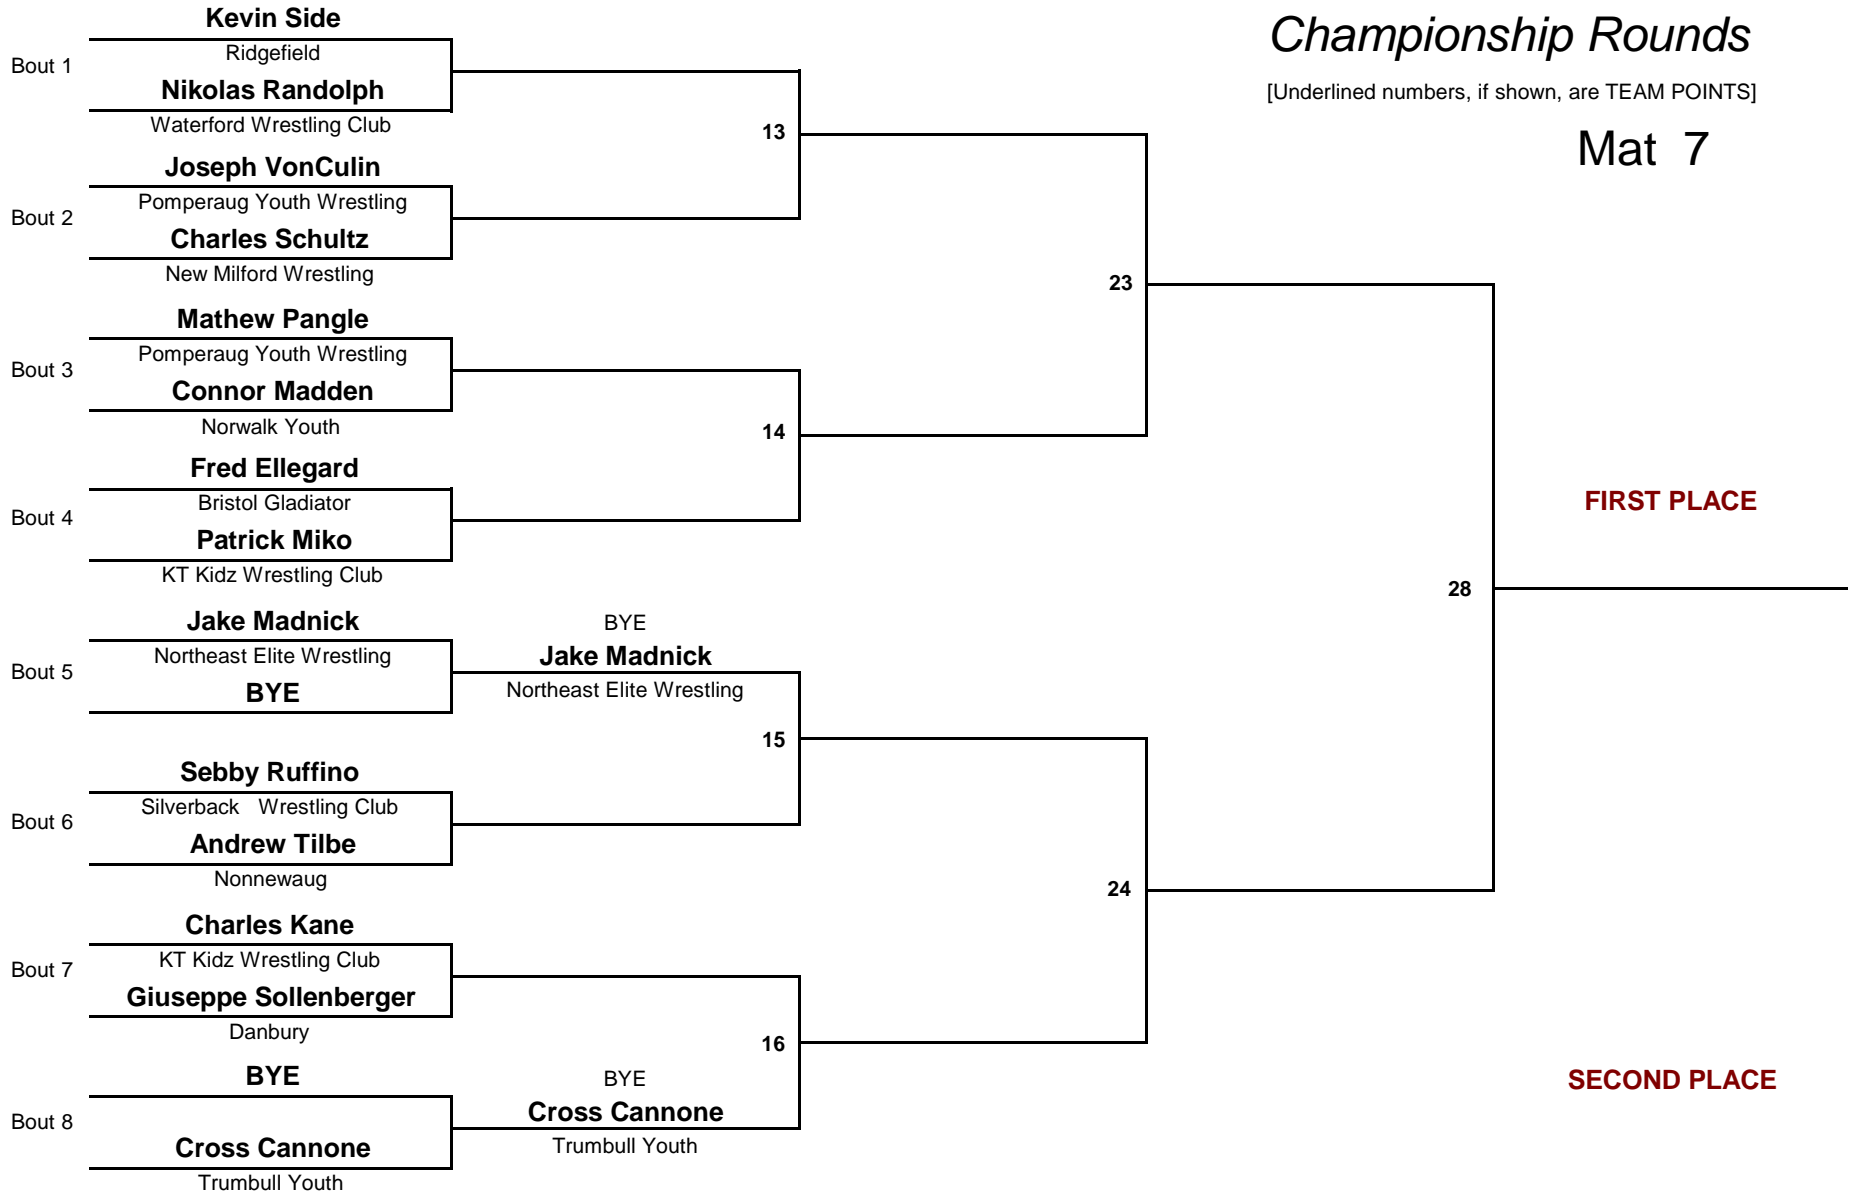 Championship Rounds
[Underlined numbers, if shown, are TEAM POINTS]
Mat 7
Kevin Side
Bout 1
Ridgefield
Nikolas Randolph
Waterford Wrestling Club
13
Joseph VonCulin
Bout 2
Pomperaug Youth Wrestling
Charles Schultz
New Milford Wrestling
23
Mathew Pangle
Bout 3
Pomperaug Youth Wrestling
Connor Madden
Norwalk Youth
14
Fred Ellegard
Bout 4
Bristol Gladiator
Patrick Miko
KT Kidz Wrestling Club
FIRST PLACE
28
Jake Madnick
Bout 5
Northeast Elite Wrestling
BYE
BYE
Jake Madnick
Northeast Elite Wrestling
15
Sebby Ruffino
Bout 6
Silverback Wrestling Club
Andrew Tilbe
Nonnewaug
24
Charles Kane
Bout 7
KT Kidz Wrestling Club
Giuseppe Sollenberger
Danbury
16
BYE
Bout 8
Cross Cannone
Trumbull Youth
BYE
Cross Cannone
Trumbull Youth
SECOND PLACE